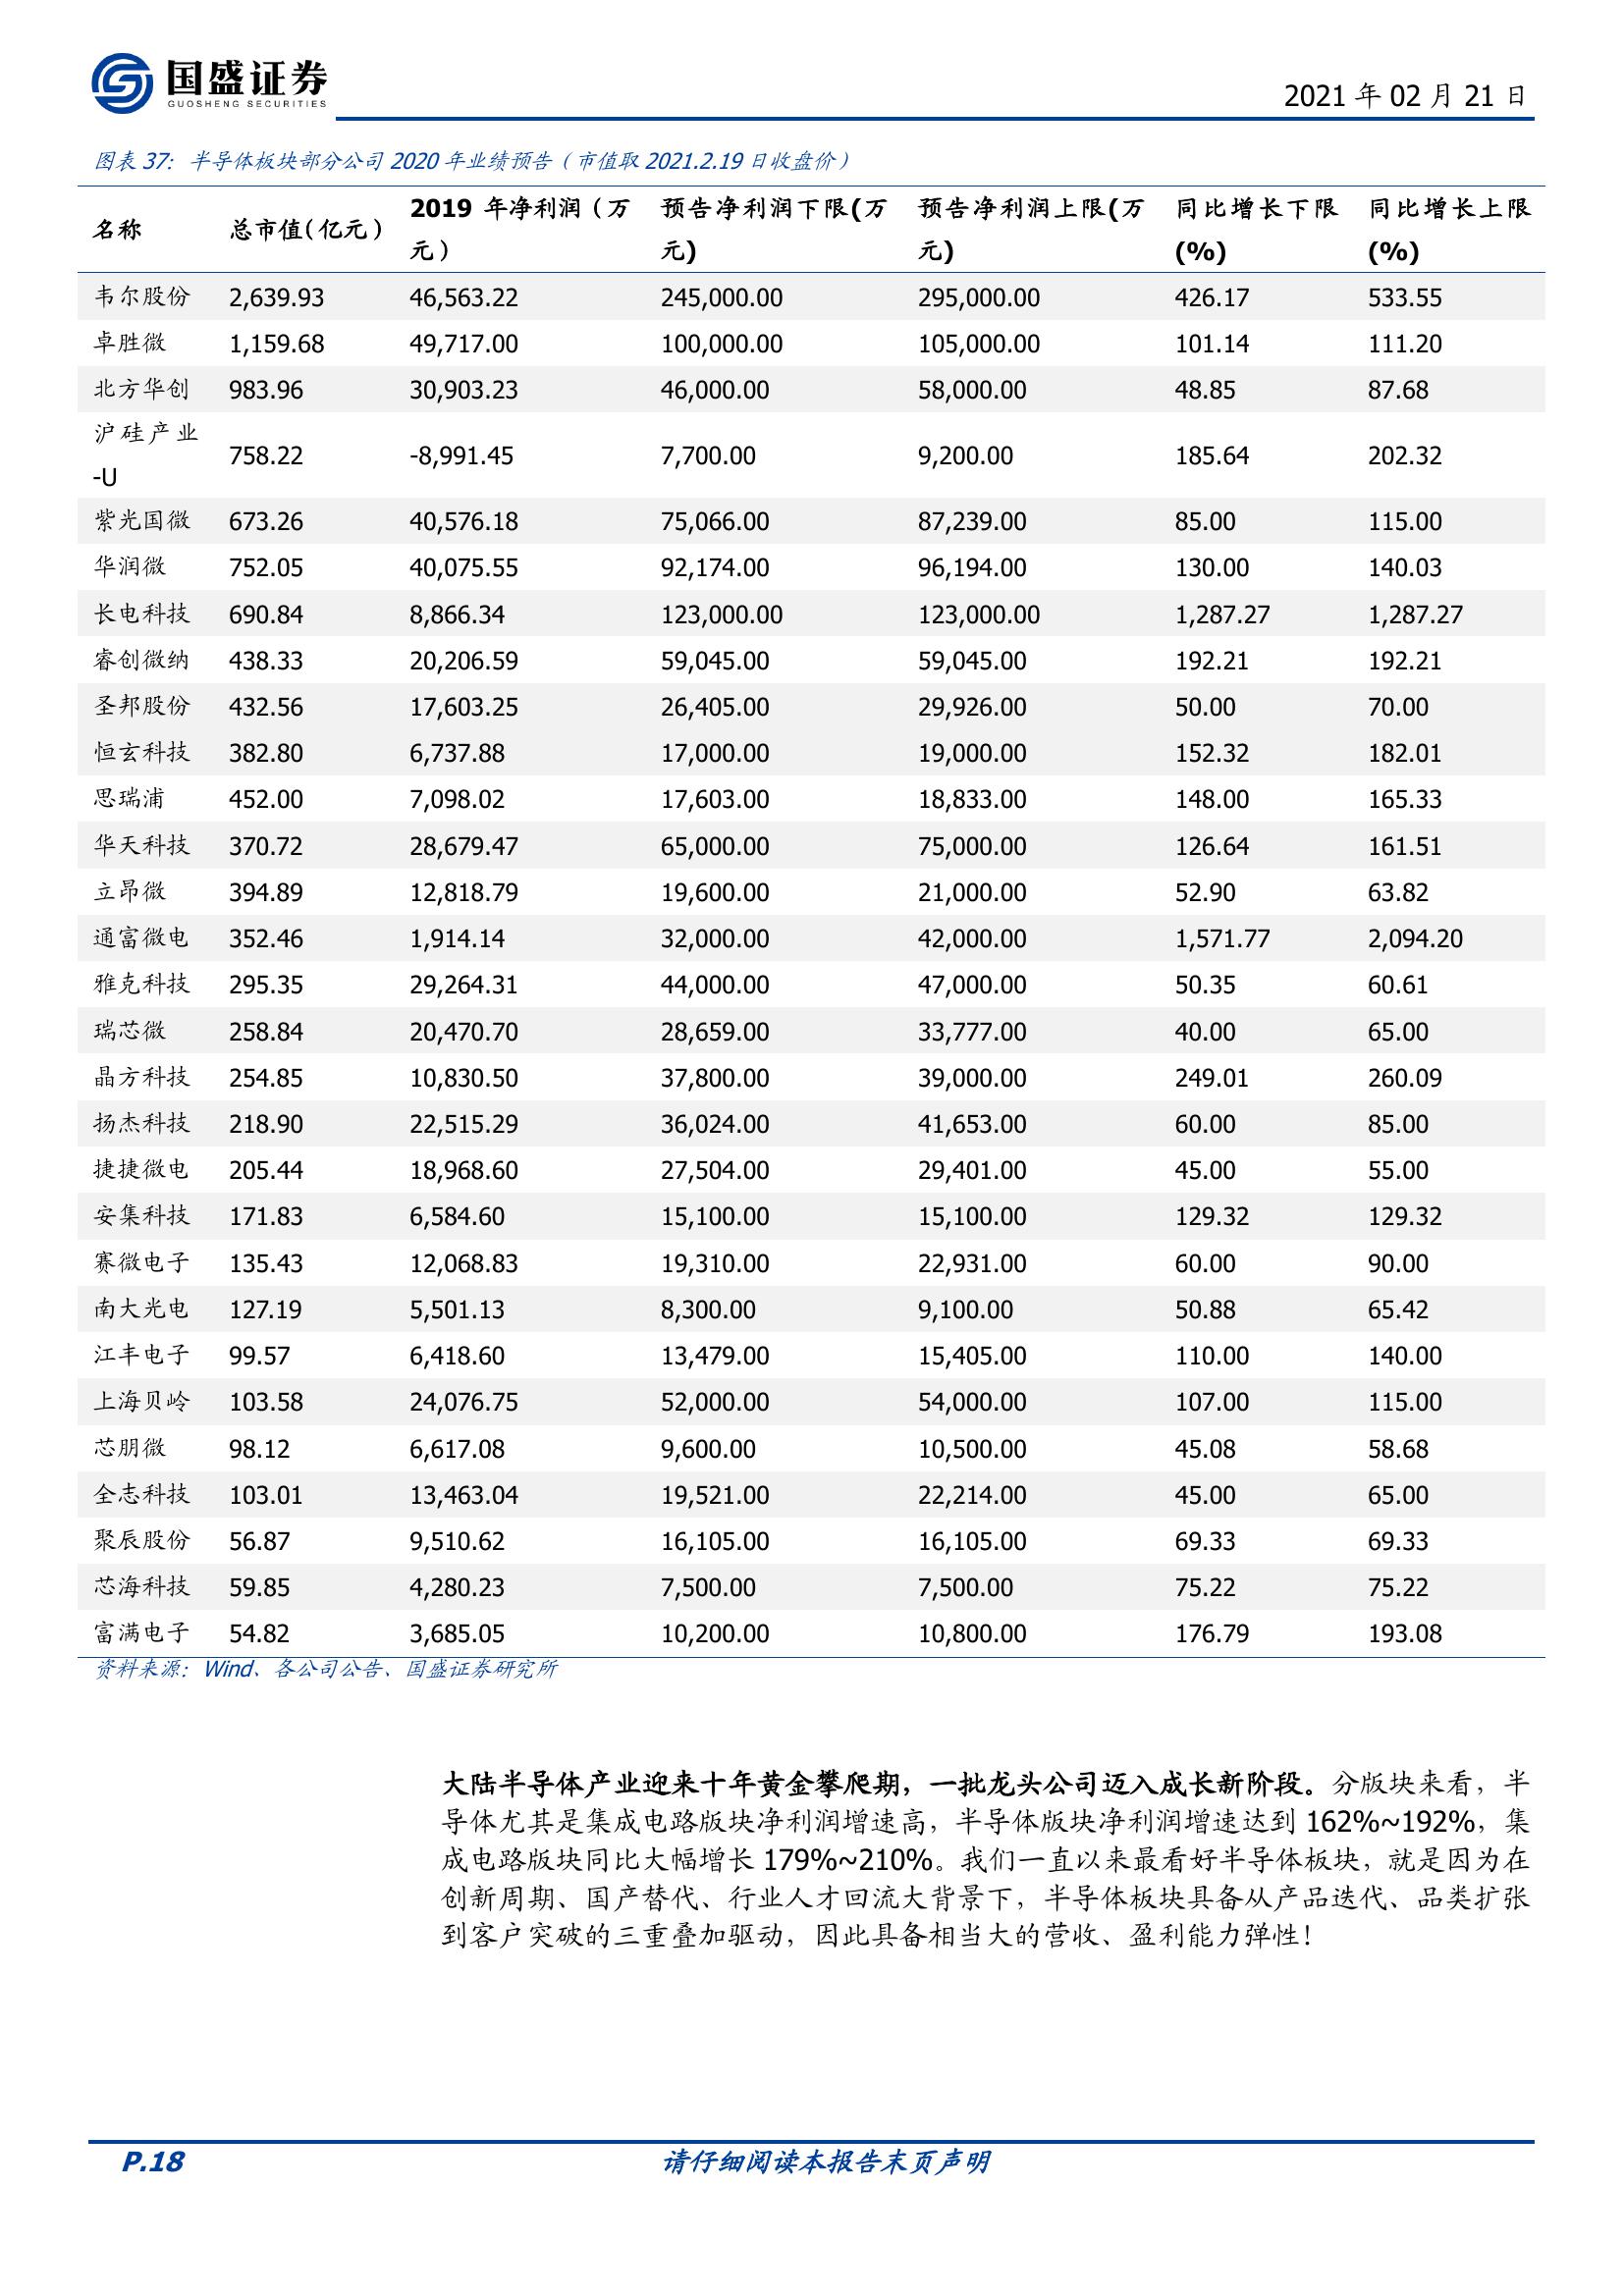 国盛证券
GUOSHENG SECURITIES
2021 年 02 月 21 日
图表 37: 半导体板块部分公司 2020 年业绩预告（市值取 2021.2.19 日收盘价）
名称 总市值(亿元) 2019 年净利润（万元） 预告净利润下限(万元) 预告净利润上限(万元) 同比增长下限(%) 同比增长上限(%)
韦尔股份 2,639.93 46,563.22 245,000.00 295,000.00 426.17 533.55
卓胜微 1,159.68 49,717.00 100,000.00 105,000.00 101.14 111.20
北方华创 983.96 30,903.23 46,000.00 58,000.00 48.85 87.68
沪硅产业-U 758.22 -8,991.45 7,700.00 9,200.00 185.64 202.32
紫光国微 673.26 40,576.18 75,066.00 87,239.00 85.00 115.00
华润微 752.05 40,075.55 92,174.00 96,194.00 130.00 140.03
长电科技 690.84 8,866.34 123,000.00 123,000.00 1,287.27 1,287.27
睿创微纳 438.33 20,206.59 59,045.00 59,045.00 192.21 192.21
圣邦股份 432.56 17,603.25 26,405.00 29,926.00 50.00 70.00
恒玄科技 382.80 6,737.88 17,000.00 19,000.00 152.32 182.01
思瑞浦 452.00 7,098.02 17,603.00 18,833.00 148.00 165.33
华天科技 370.72 28,679.47 65,000.00 75,000.00 126.64 161.51
立昂微 394.89 12,818.79 19,600.00 21,000.00 52.90 63.82
通富微电 352.46 1,914.14 32,000.00 42,000.00 1,571.77 2,094.20
雅克科技 295.35 29,264.31 44,000.00 47,000.00 50.35 60.61
瑞芯微 258.84 20,470.70 28,659.00 33,777.00 40.00 65.00
晶方科技 254.85 10,830.50 37,800.00 39,000.00 249.01 260.09
扬杰科技 218.90 22,515.29 36,024.00 41,653.00 60.00 85.00
捷捷微电 205.44 18,968.60 27,504.00 29,401.00 45.00 55.00
安集科技 171.83 6,584.60 15,100.00 15,100.00 129.32 129.32
赛微电子 135.43 12,068.83 19,310.00 22,931.00 60.00 90.00
南大光电 127.19 5,501.13 8,300.00 9,100.00 50.88 65.42
江丰电子 99.57 6,418.60 13,479.00 15,405.00 110.00 140.00
上海贝岭 103.58 24,076.75 52,000.00 54,000.00 107.00 115.00
芯朋微 98.12 6,617.08 9,600.00 10,500.00 45.08 58.68
全志科技 103.01 13,463.04 19,521.00 22,214.00 45.00 65.00
聚辰股份 56.87 9,510.62 16,105.00 16,105.00 69.33 69.33
芯海科技 59.85 4,280.23 7,500.00 7,500.00 75.22 75.22
富满电子 54.82 3,685.05 10,200.00 10,800.00 176.79 193.08
资料来源：Wind、各公司公告、国盛证券研究所
大陆半导体产业迎来十年黄金攀爬期，一批龙头公司迈入成长新阶段。分版块来看，半
导体尤其是集成电路版块净利润增速高，半导体版块净利润增速达到 162%~192%，集
成电路版块同比大幅增长 179%~210%。我们一直以来最看好半导体板块，就是因为在
创新周期、国产替代、行业人才回流大背景下，半导体板块具备从产品迭代、品类扩张
到客户突破的三重叠加驱动，因此具备相当大的营收、盈利能力弹性！
P.18 请仔细阅读本报告末页声明